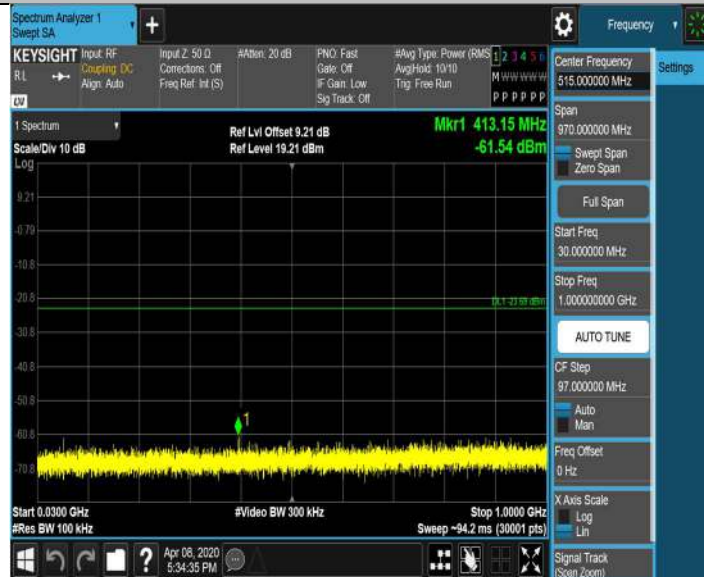 Spectrum Analyzer 1
Swept SA
Frequency
KEYSIGHT
RL
Input: RF
Coupling: DC
Align: Auto
Input Z: 50 Ω
Corrections: Off
Freq Ref: Int (S)
#Atten: 20 dB
PNO: Fast
Gate: Off
IF Gain: Low
Sig Track: Off
#Avg Type: Power (RMS
Avg|Hold: 10/10
Trig: Free Run
1 2 3 4 5 6
M W W W W W
P P P P P P
1 Spectrum
Scale/Div 10 dB
Log
Ref Lvl Offset 9.21 dB
Ref Level 19.21 dBm
Mkr1 413.15 MHz
-61.54 dBm
9.21
-0.79
-10.8
-20.8
DL1 -23.69 dBm
-30.8
-40.8
-50.8
1
-60.8
-70.8
Start 0.0300 GHz
#Res BW 100 kHz
#Video BW 300 kHz
Stop 1.0000 GHz
Sweep ~94.2 ms (30001 pts)
?
Apr 08, 2020
5:34:35 PM
Center Frequency
515.000000 MHz
Settings
Span
970.000000 MHz
Swept Span
Zero Span
Full Span
Start Freq
30.000000 MHz
Stop Freq
1.000000000 GHz
AUTO TUNE
CF Step
97.000000 MHz
Auto
Man
Freq Offset
0 Hz
X Axis Scale
Log
Lin
Signal Track
(Span Zoom)